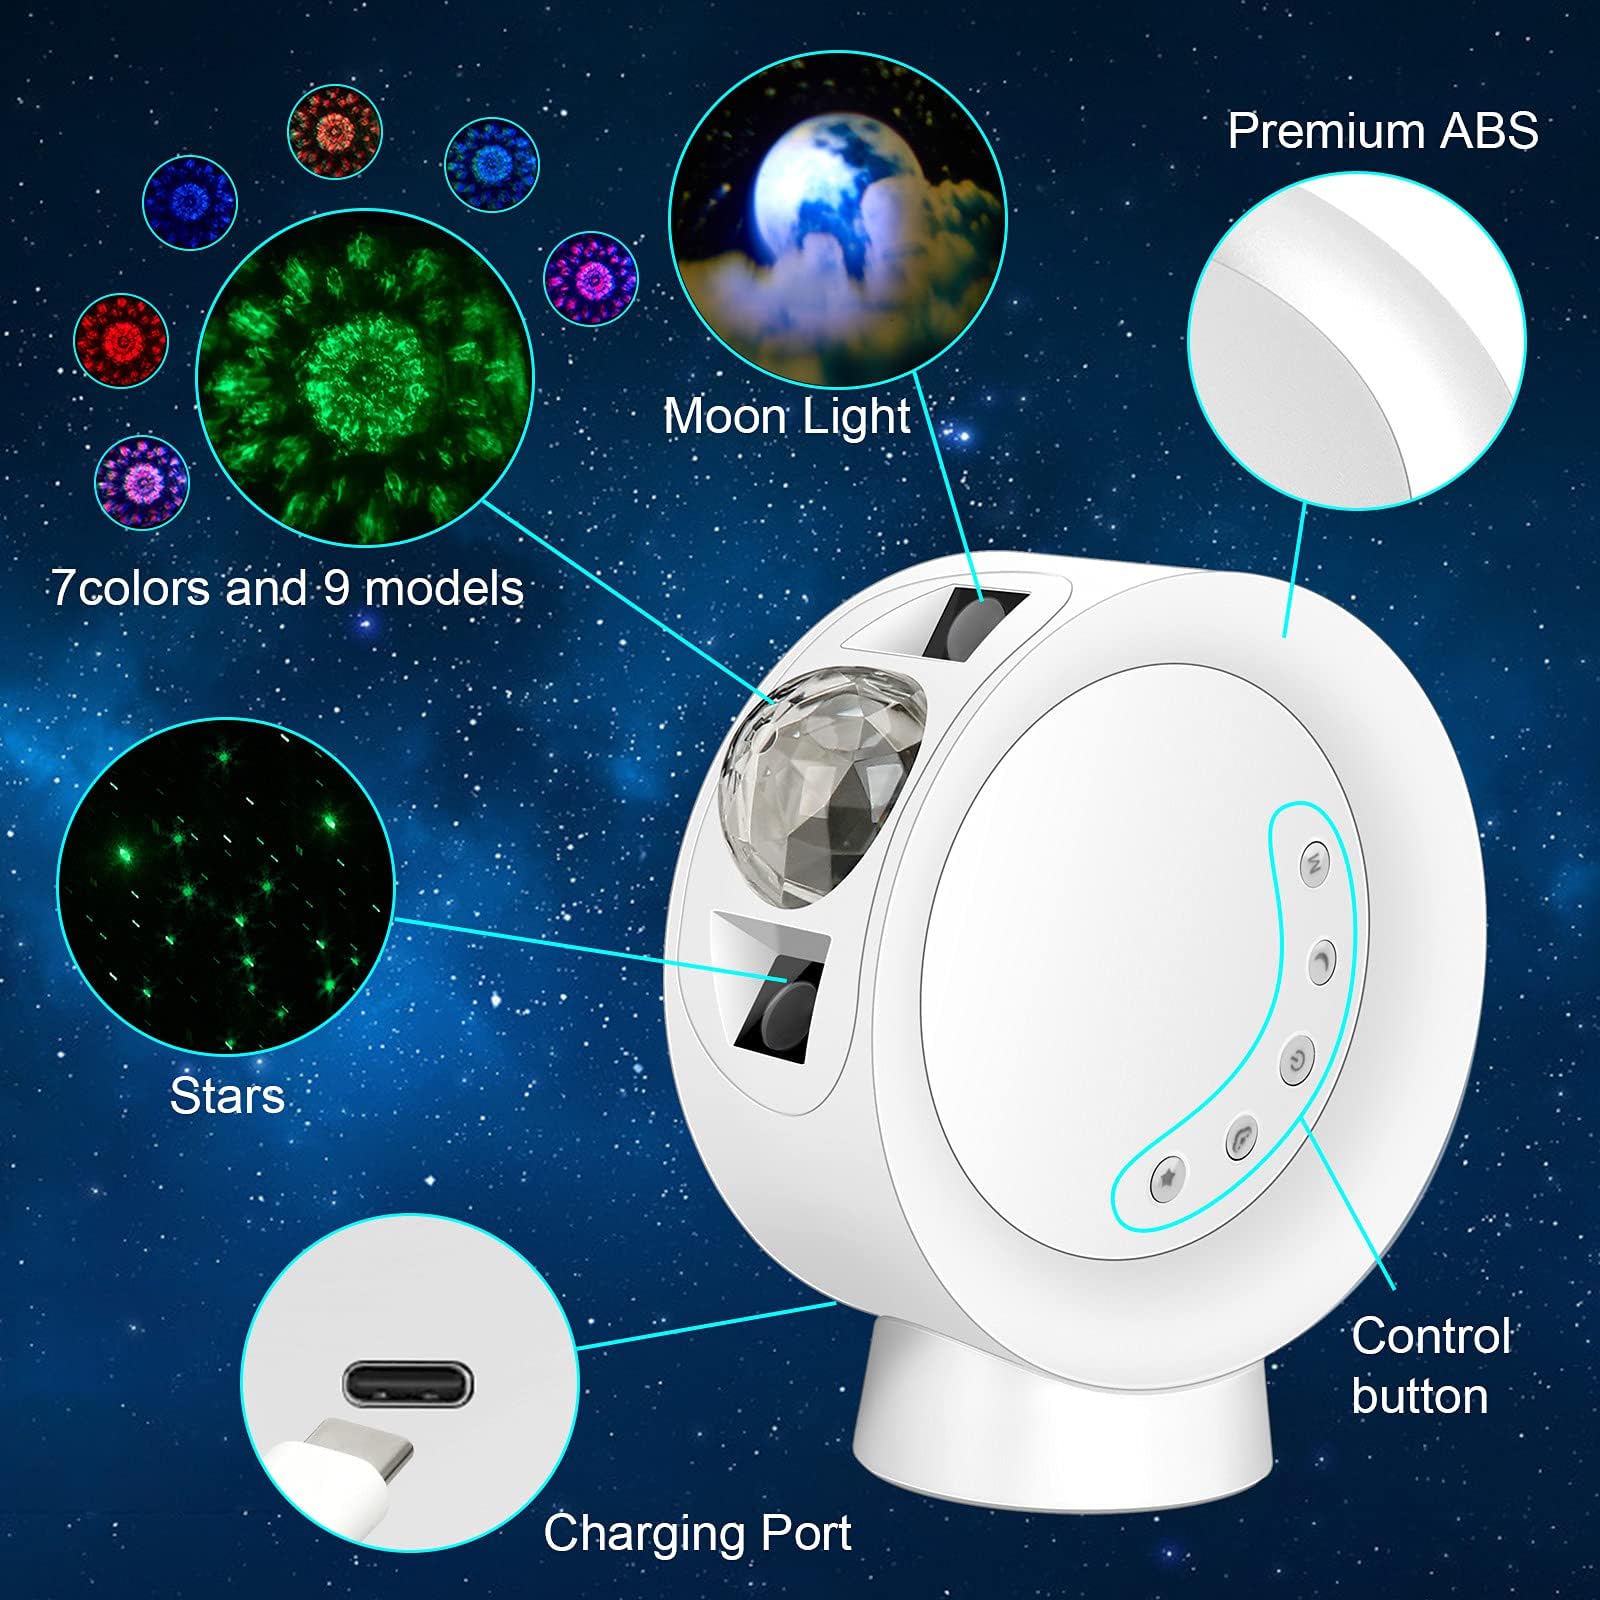 Premium ABS
Moon Light
7colors and 9 models
Stars
M
Control
button
Charging Port